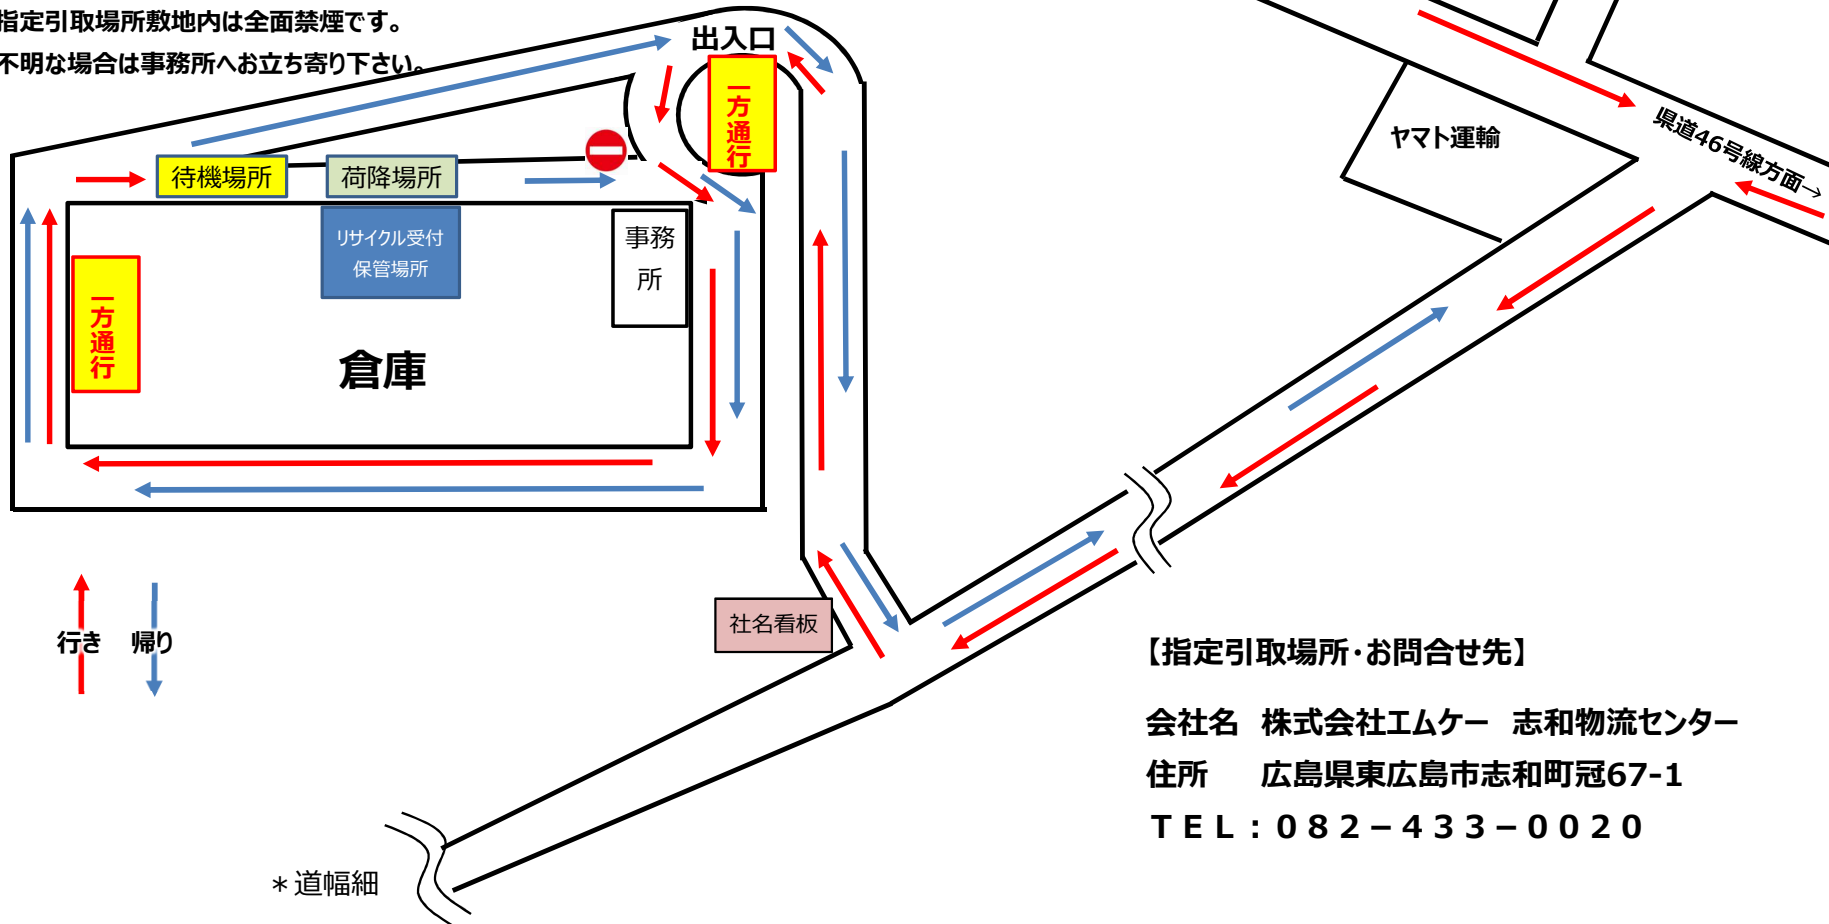 指定引取場所敷地内は全面禁煙です。
不明な場合は事務所へお立ち寄り下さい。
出入口
一方通行
県道46号線方面→
ヤマト運輸
待機場所
荷降場所
リサイクル受付
保管場所
事務
所
一方通行
倉庫
行き
帰り
社名看板
【指定引取場所・お問合せ先】
会社名 株式会社エムケー 志和物流センター
住所 広島県東広島市志和町冠67-1
ＴＥＬ：０８２－４３３－００２０
＊道幅細